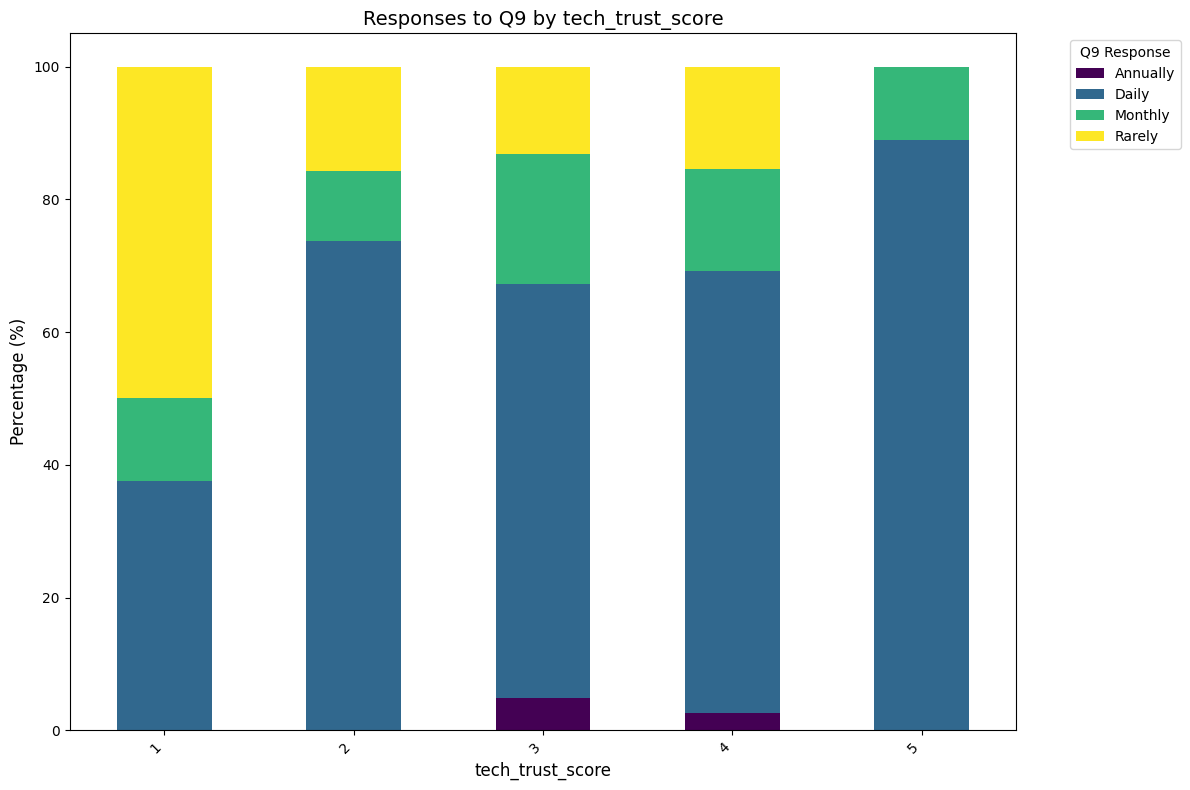 Responses to Q9 by tech_trust_score
Q9 Response
Annually
Daily
Monthly
Rarely
Percentage (%)
100
80
60
40
20
0
1
2
3
4
5
tech_trust_score